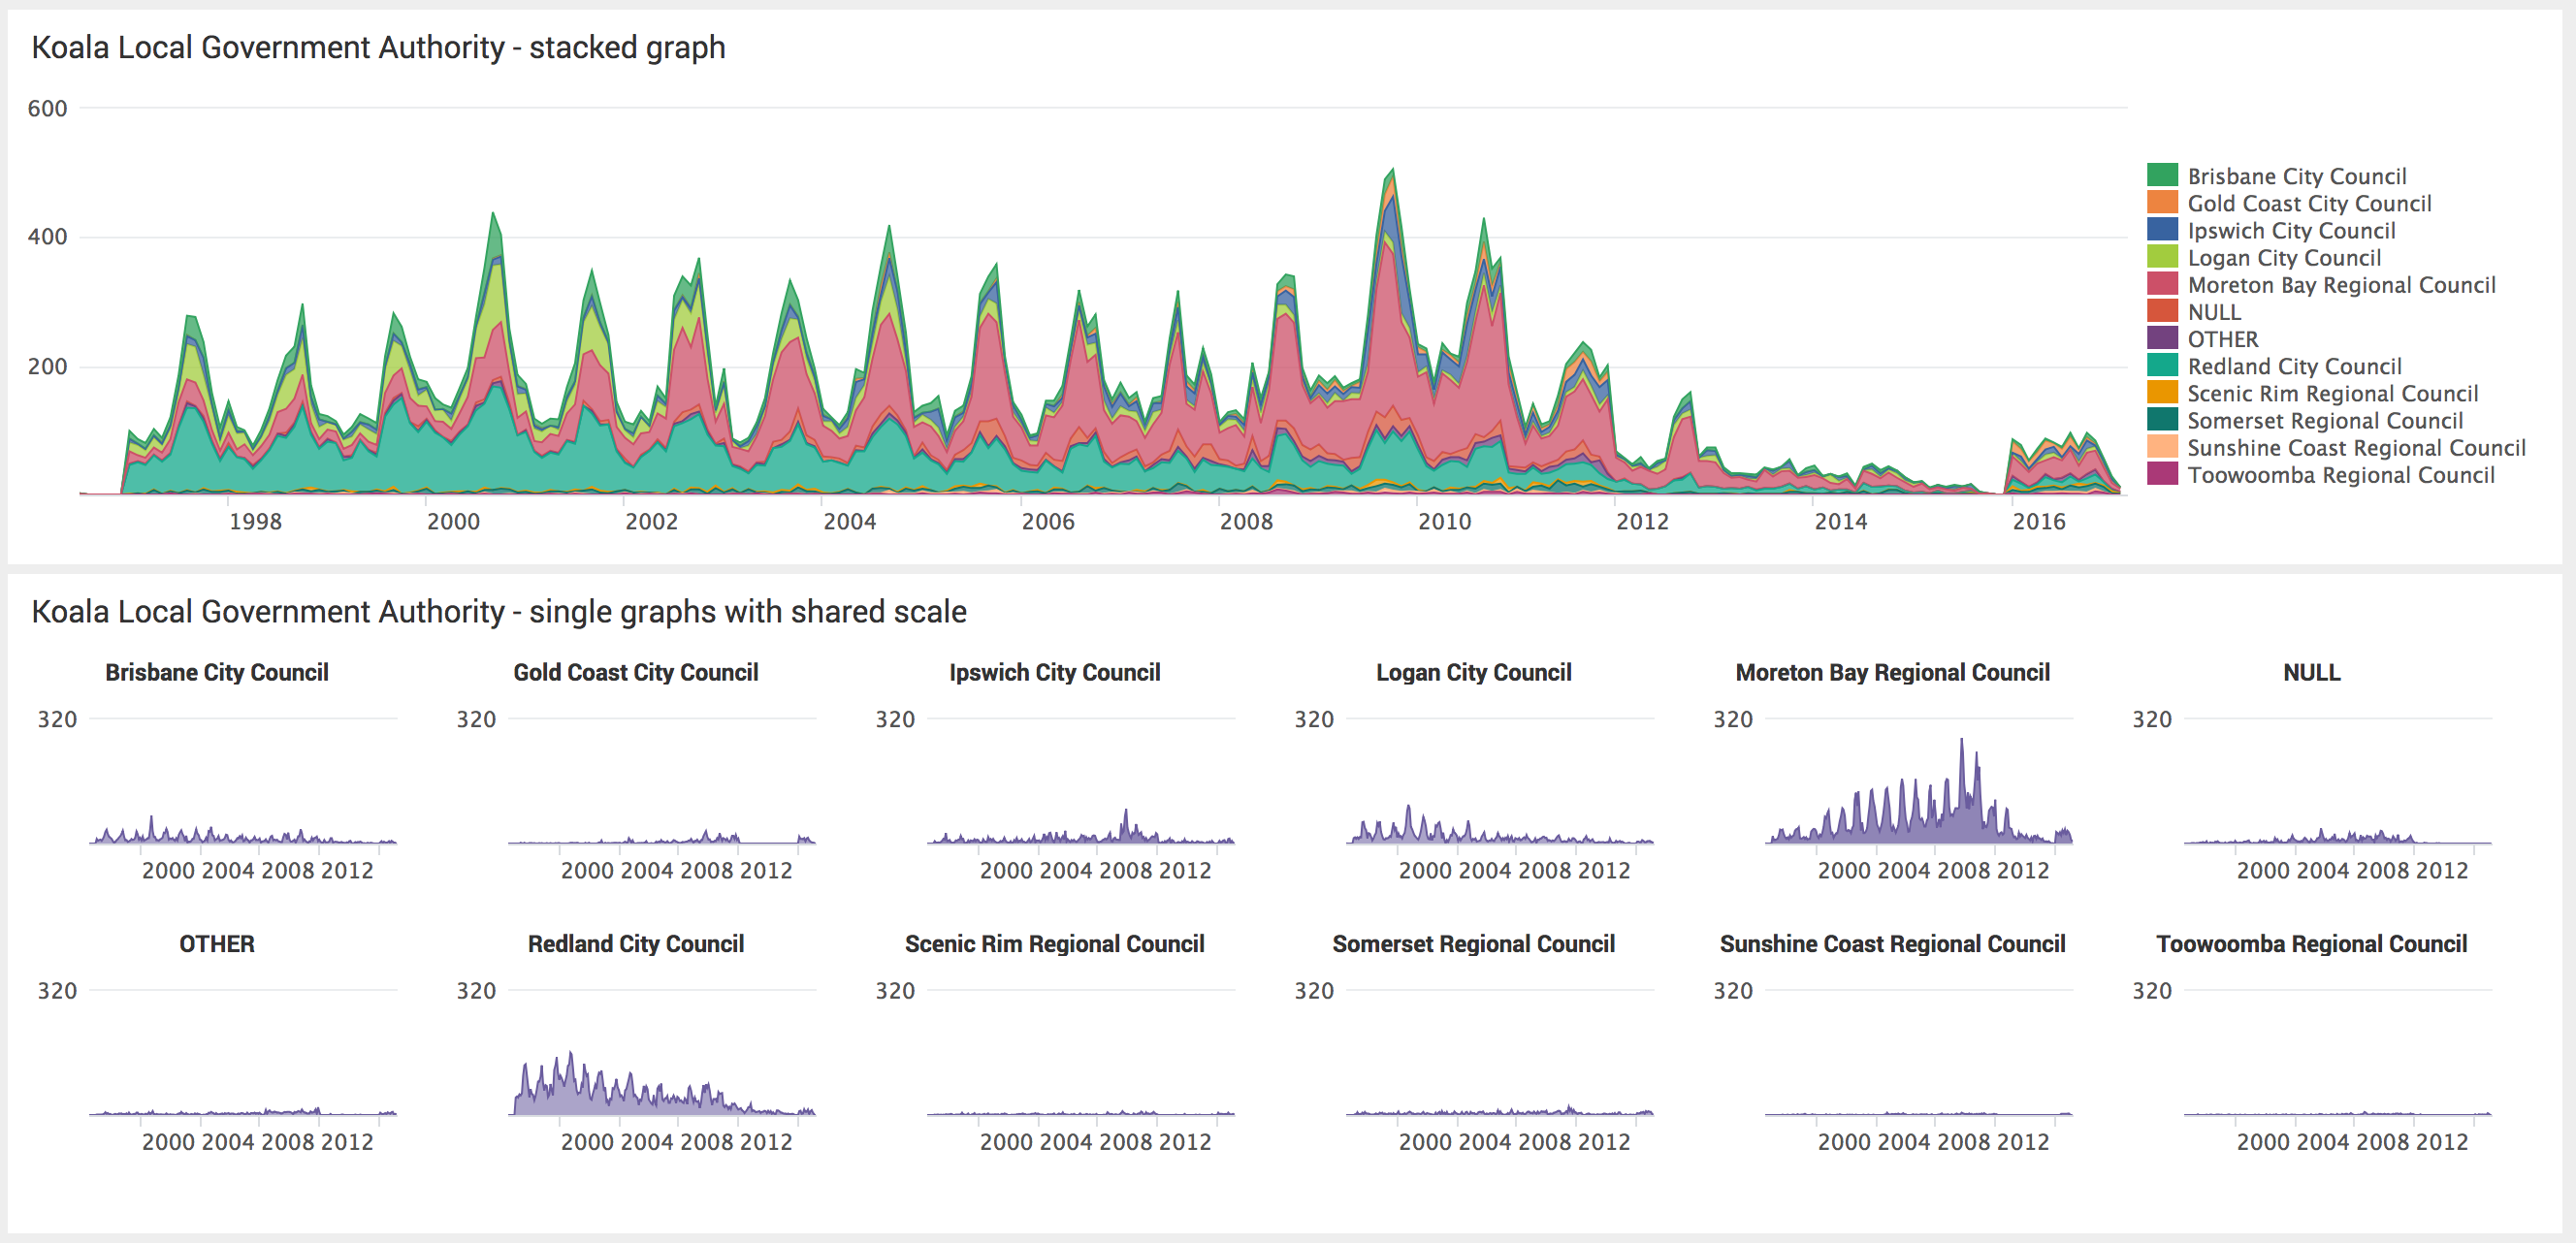 Koala Local Government Authority - stacked graph
600
400
200
1998 2000 2002 2004 2006 2008 2010 2012 2014 2016
Brisbane City Council
Gold Coast City Council
Ipswich City Council
Logan City Council
Moreton Bay Regional Council
NULL
OTHER
Redland City Council
Scenic Rim Regional Council
Somerset Regional Council
Sunshine Coast Regional Council
Toowoomba Regional Council
Koala Local Government Authority - single graphs with shared scale
Brisbane City Council
320
2000 2004 2008 2012
Gold Coast City Council
320
2000 2004 2008 2012
Ipswich City Council
320
2000 2004 2008 2012
Logan City Council
320
2000 2004 2008 2012
Moreton Bay Regional Council
320
2000 2004 2008 2012
NULL
320
2000 2004 2008 2012
OTHER
320
2000 2004 2008 2012
Redland City Council
320
2000 2004 2008 2012
Scenic Rim Regional Council
320
2000 2004 2008 2012
Somerset Regional Council
320
2000 2004 2008 2012
Sunshine Coast Regional Council
320
2000 2004 2008 2012
Toowoomba Regional Council
320
2000 2004 2008 2012